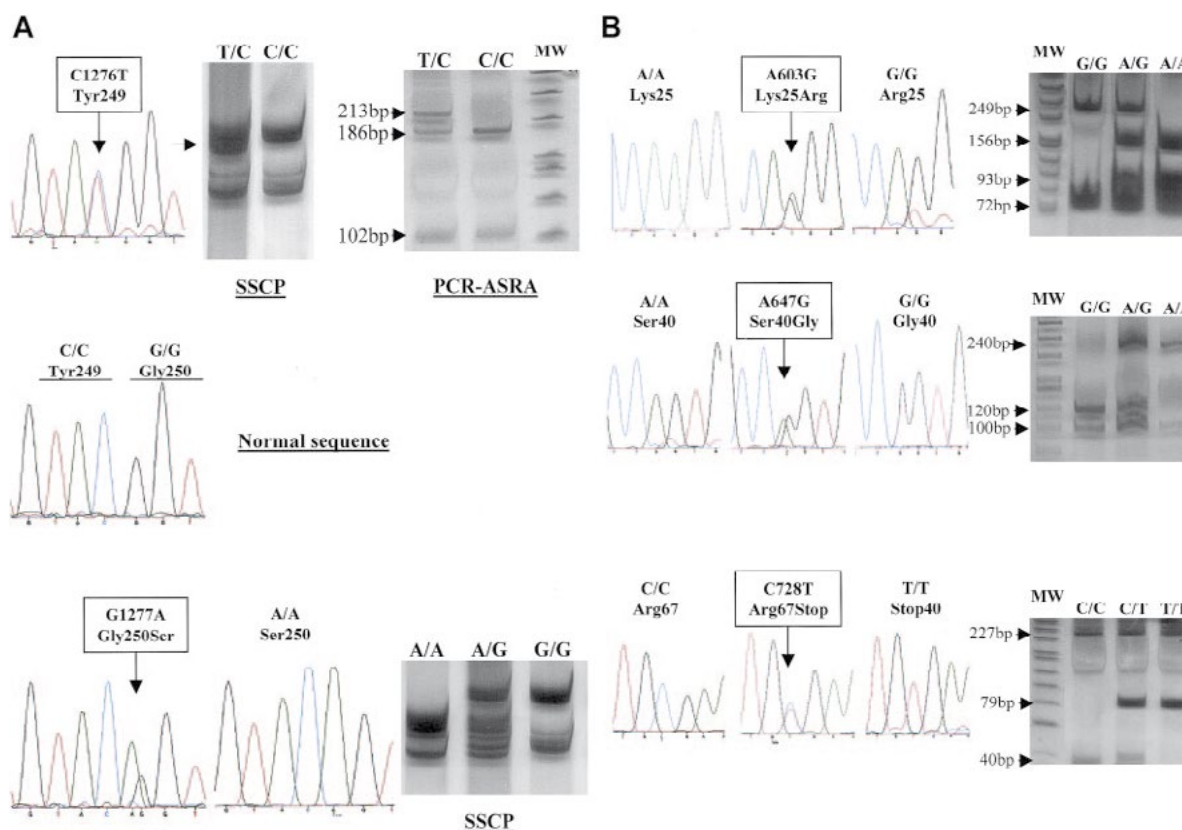 A
C1276T
Tyr249
T/C C/C
T/C C/C MW
213bp
186bp
102bp
SSCP
PCR-ASRA
C/C G/G
Tyr249 Gly250
Normal sequence
G1277A
Gly250Ser
A/A
Ser250
A/A A/G G/G
SSCP
B
A/A
Lys25
A603G
Lys25Arg
G/G
Arg25
MW
G/G A/G A/A
249bp
156bp
93bp
72bp
A/A
Ser40
A647G
Ser40Gly
G/G
Gly40
MW
G/G A/G A/
240bp
120bp
100bp
C/C
Arg67
C728T
Arg67Stop
T/T
Stop40
MW
C/C C/T T/T
227bp
79bp
40bp